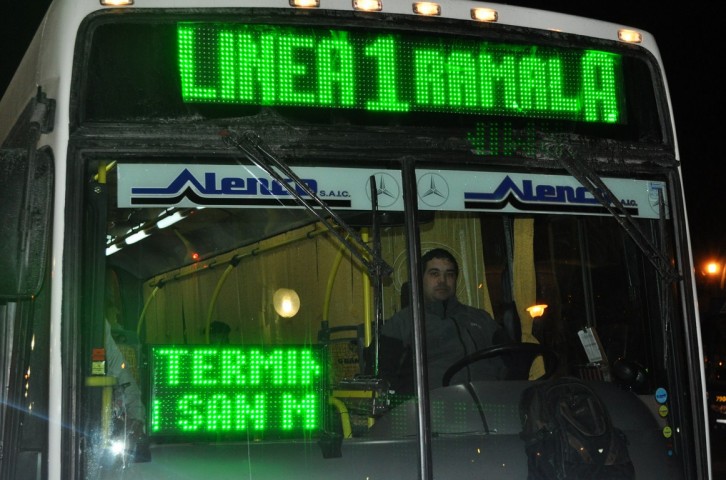 LINEA 1 RAMAL A
Alenco S.A.I.C. Alenco S.A.I.C.
TERMIN
SAN M